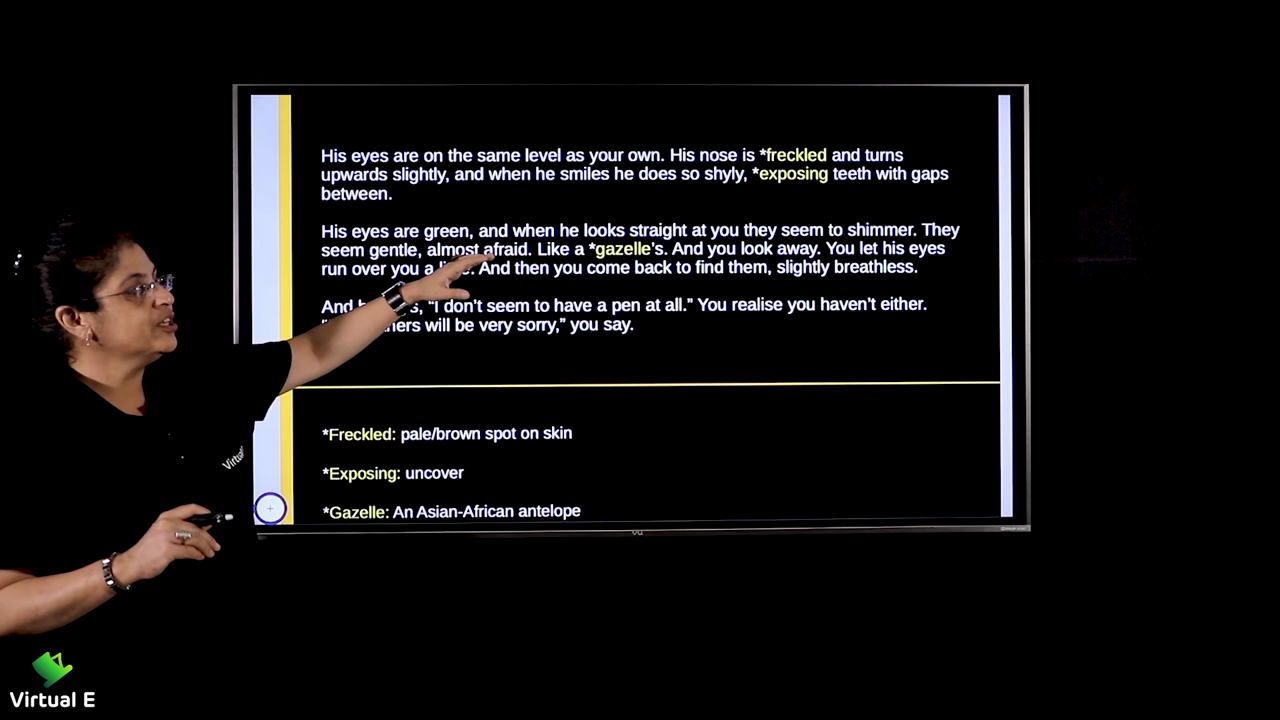 His eyes are on the same level as your own. His nose is *freckled and turns
upwards slightly, and when he smiles he does so shyly, *exposing teeth with gaps
between.
His eyes are green, and when he looks straight at you they seem to shimmer. They
seem gentle, almost afraid. Like a *gazelle's. And you look away. You let his eyes
run over you a And then you come back to find them, slightly breathless.
And "I don't seem to have a pen at all." You realise you haven't either.
will be very sorry," you say.
*Freckled: pale/brown spot on skin
*Exposing: uncover
*Gazelle: An Asian-African antelope
Virtual E